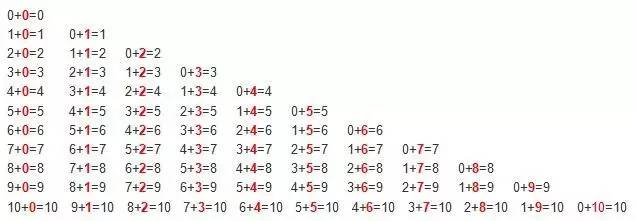 0+0=0
1+0=1 0+1=1
2+0=2 1+1=2 0+2=2
3+0=3 2+1=3 1+2=3 0+3=3
4+0=4 3+1=4 2+2=4 1+3=4 0+4=4
5+0=5 4+1=5 3+2=5 2+3=5 1+4=5 0+5=5
6+0=6 5+1=6 4+2=6 3+3=6 2+4=6 1+5=6 0+6=6
7+0=7 6+1=7 5+2=7 4+3=7 3+4=7 2+5=7 1+6=7 0+7=7
8+0=8 7+1=8 6+2=8 5+3=8 4+4=8 3+5=8 2+6=8 1+7=8 0+8=8
9+0=9 8+1=9 7+2=9 6+3=9 5+4=9 4+5=9 3+6=9 2+7=9 1+8=9 0+9=9
10+0=10 9+1=10 8+2=10 7+3=10 6+4=10 5+5=10 4+6=10 3+7=10 2+8=10 1+9=10 0+10=10